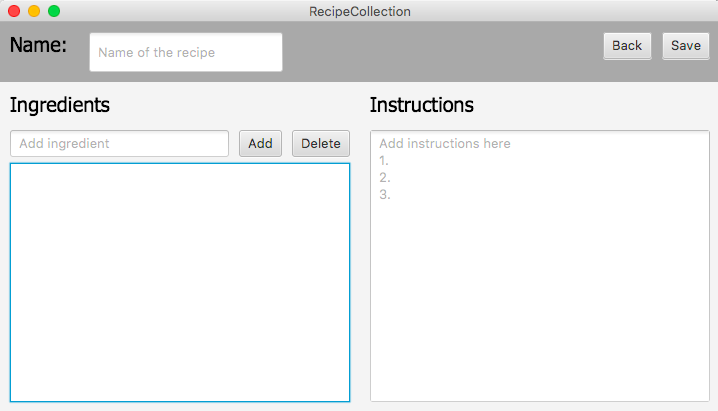 RecipeCollection
Name:
Name of the recipe
Back
Save
Ingredients
Add ingredient
Add
Delete
Instructions
Add instructions here
1.
2.
3.